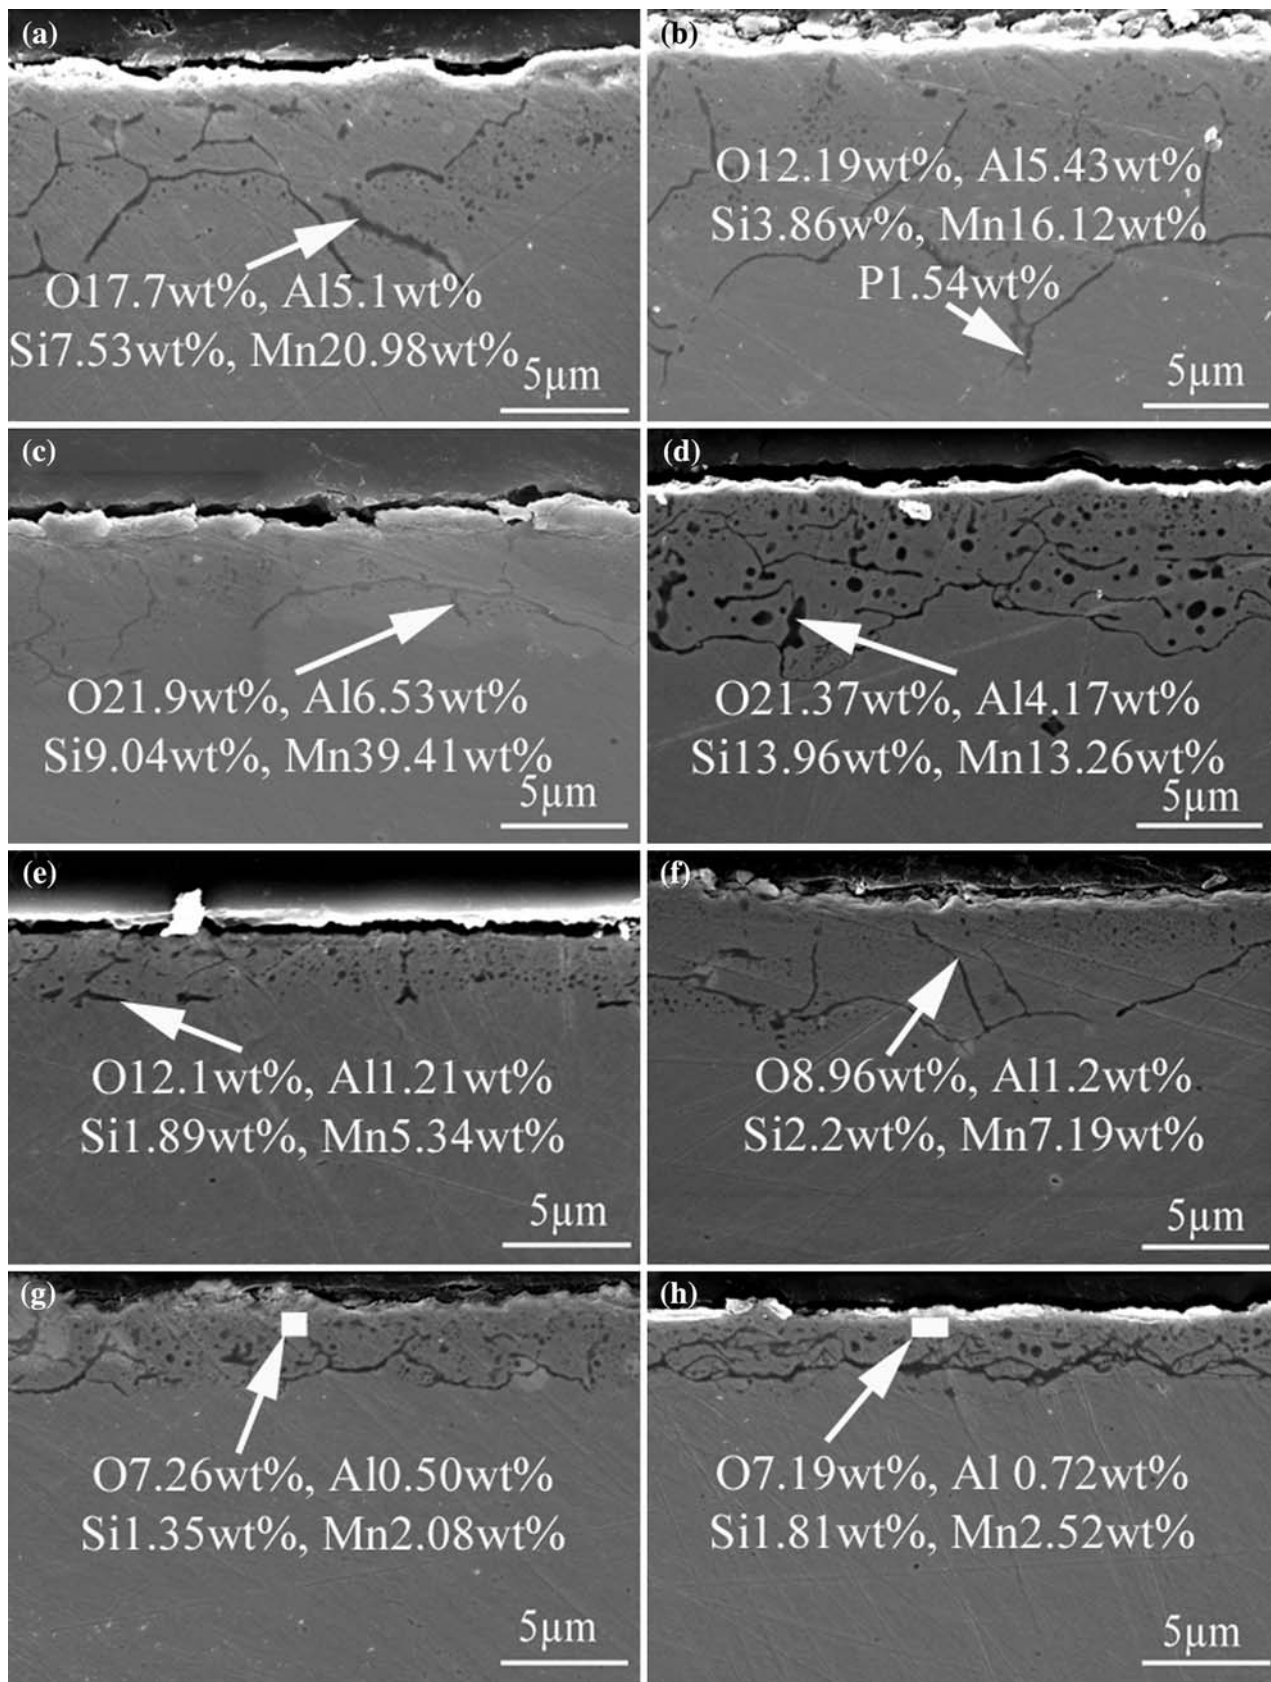 (a)
O17.7wt%, Al5.1wt%
Si7.53wt%, Mn20.98wt%
5μm
(b)
O12.19wt%, Al5.43wt%
Si3.86w%, Mn16.12wt%
P1.54wt%
5μm
(c)
O21.9wt%, Al6.53wt%
Si9.04wt%, Mn39.41wt%
5μm
(d)
O21.37wt%, Al4.17wt%
Si13.96wt%, Mn13.26wt%
5μm
(e)
O12.1wt%, Al1.21wt%
Si1.89wt%, Mn5.34wt%
5μm
(f)
O8.96wt%, Al1.2wt%
Si2.2wt%, Mn7.19wt%
5μm
(g)
O7.26wt%, Al0.50wt%
Si1.35wt%, Mn2.08wt%
5μm
(h)
O7.19wt%, Al 0.72wt%
Si1.81wt%, Mn2.52wt%
5μm